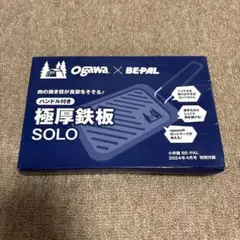 ogawa × BE-PAL
肉の焼き目が食欲をそそる!
ハンドル付き
極厚鉄板
SOLO
小学館 BE-PAL
2024年4月号 特別付録